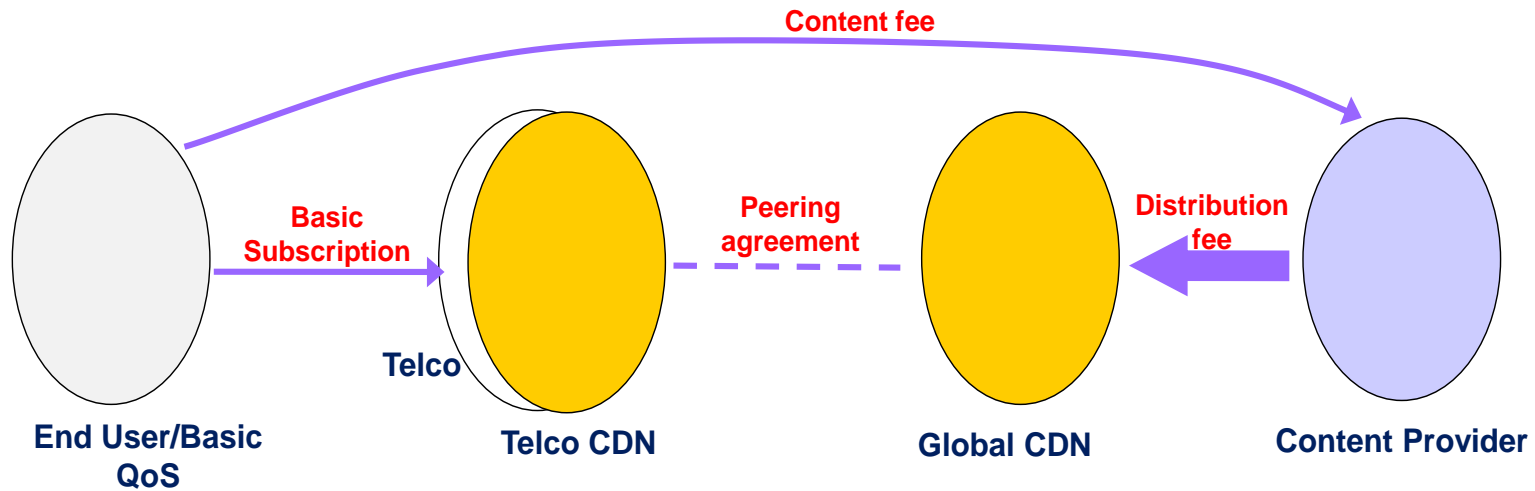 Content fee
Basic
Subscription
Peering
agreement
Distribution
fee
Telco
End User/Basic
QoS
Telco CDN
Global CDN
Content Provider